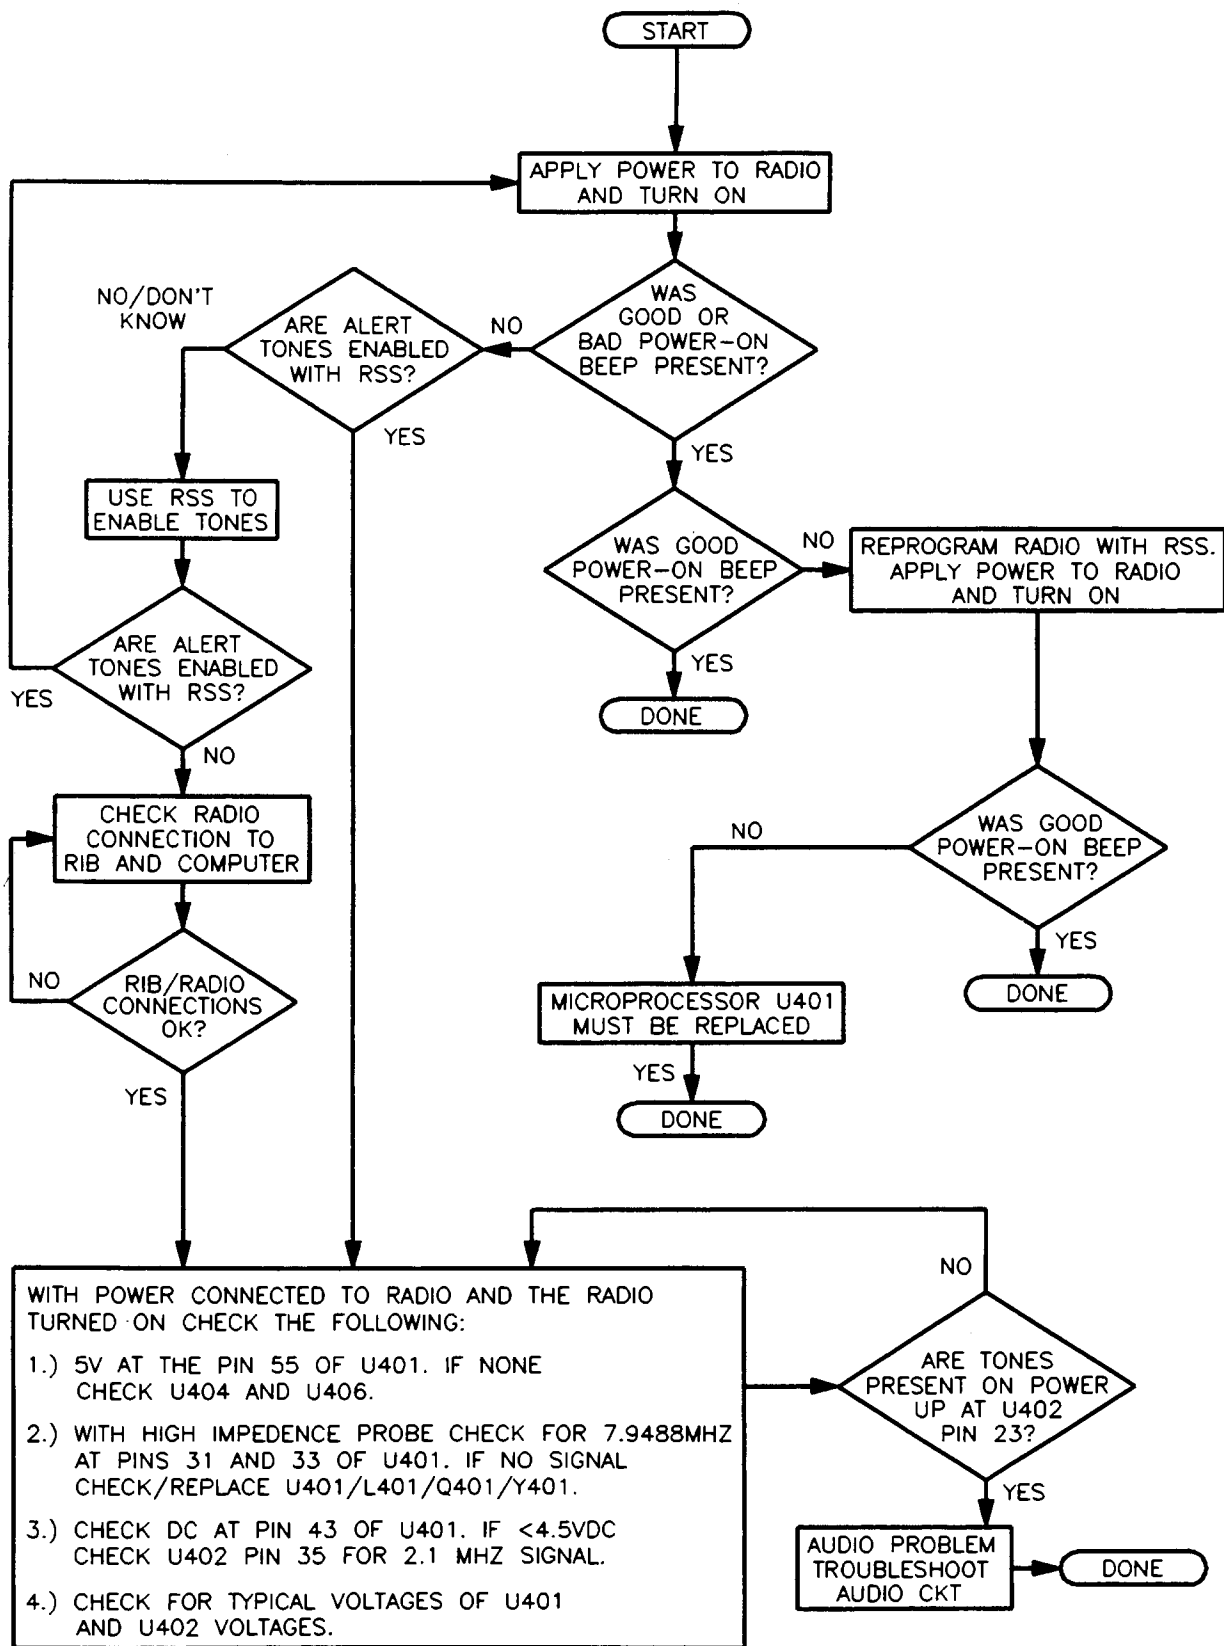 START
APPLY POWER TO RADIO
AND TURN ON
WAS
GOOD OR
BAD POWER-ON
BEEP PRESENT?
NO
YES
ARE ALERT
TONES ENABLED
WITH RSS?
NO/DON'T
KNOW
YES
USE RSS TO
ENABLE TONES
ARE ALERT
TONES ENABLED
WITH RSS?
YES
NO
CHECK RADIO
CONNECTION TO
RIB AND COMPUTER
RIB/RADIO
CONNECTIONS
OK?
NO
YES
WAS GOOD
POWER-ON BEEP
PRESENT?
NO
YES
DONE
REPROGRAM RADIO WITH RSS.
APPLY POWER TO RADIO
AND TURN ON
WAS GOOD
POWER-ON BEEP
PRESENT?
NO
YES
DONE
MICROPROCESSOR U401
MUST BE REPLACED
YES
DONE
WITH POWER CONNECTED TO RADIO AND THE RADIO
TURNED ON CHECK THE FOLLOWING:
1.) 5V AT THE PIN 55 OF U401. IF NONE
CHECK U404 AND U406.
2.) WITH HIGH IMPEDENCE PROBE CHECK FOR 7.9488MHZ
AT PINS 31 AND 33 OF U401. IF NO SIGNAL
CHECK/REPLACE U401/L401/Q401/Y401.
3.) CHECK DC AT PIN 43 OF U401. IF <4.5VDC
CHECK U402 PIN 35 FOR 2.1 MHZ SIGNAL.
4.) CHECK FOR TYPICAL VOLTAGES OF U401
AND U402 VOLTAGES.
NO
ARE TONES
PRESENT ON POWER
UP AT U402
PIN 23?
YES
AUDIO PROBLEM
TROUBLESHOOT
AUDIO CKT
DONE